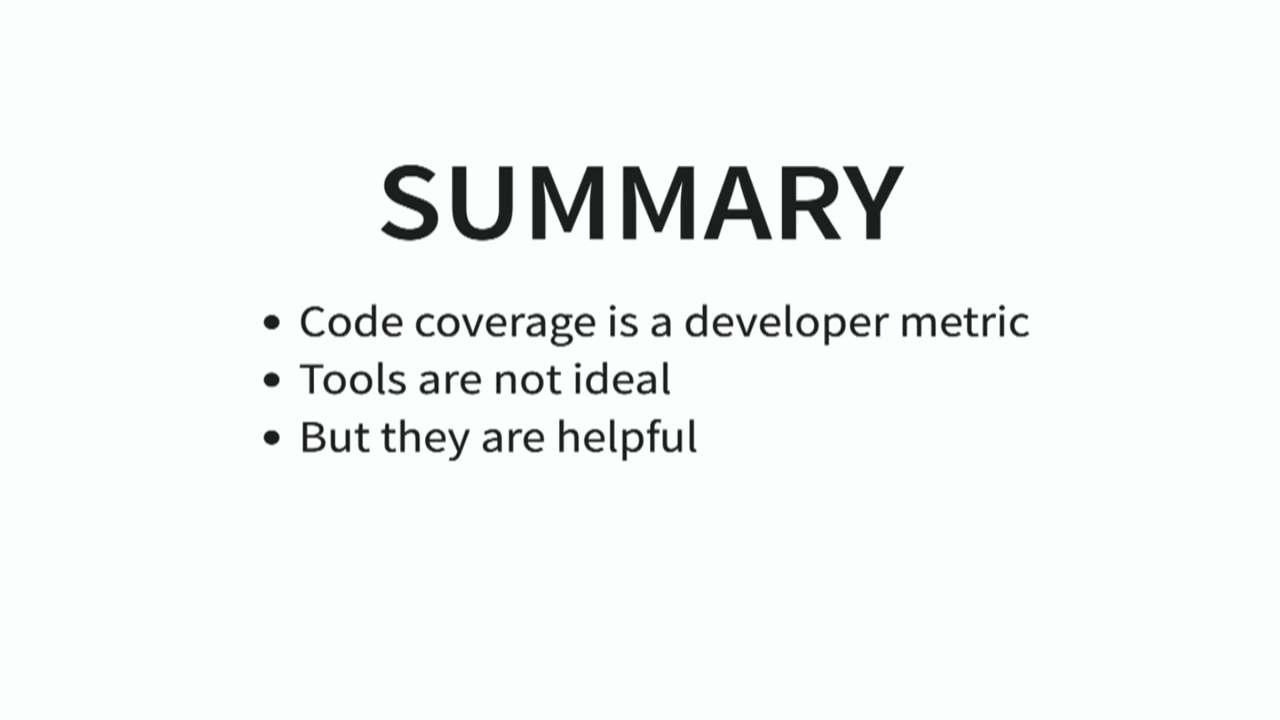 SUMMARY
• Code coverage is a developer metric
• Tools are not ideal
• But they are helpful